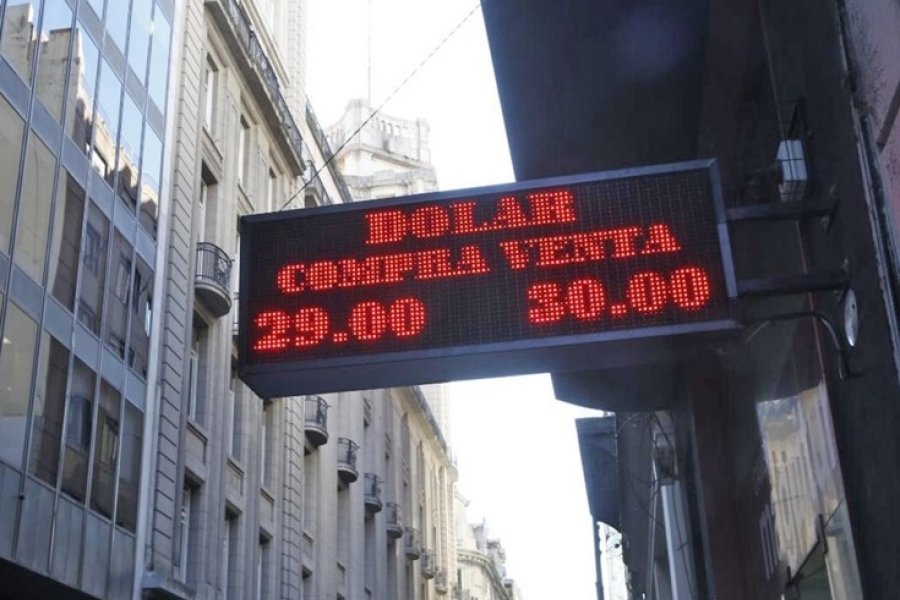 DOLAR
COMPRA VENTA
29.00 30.00